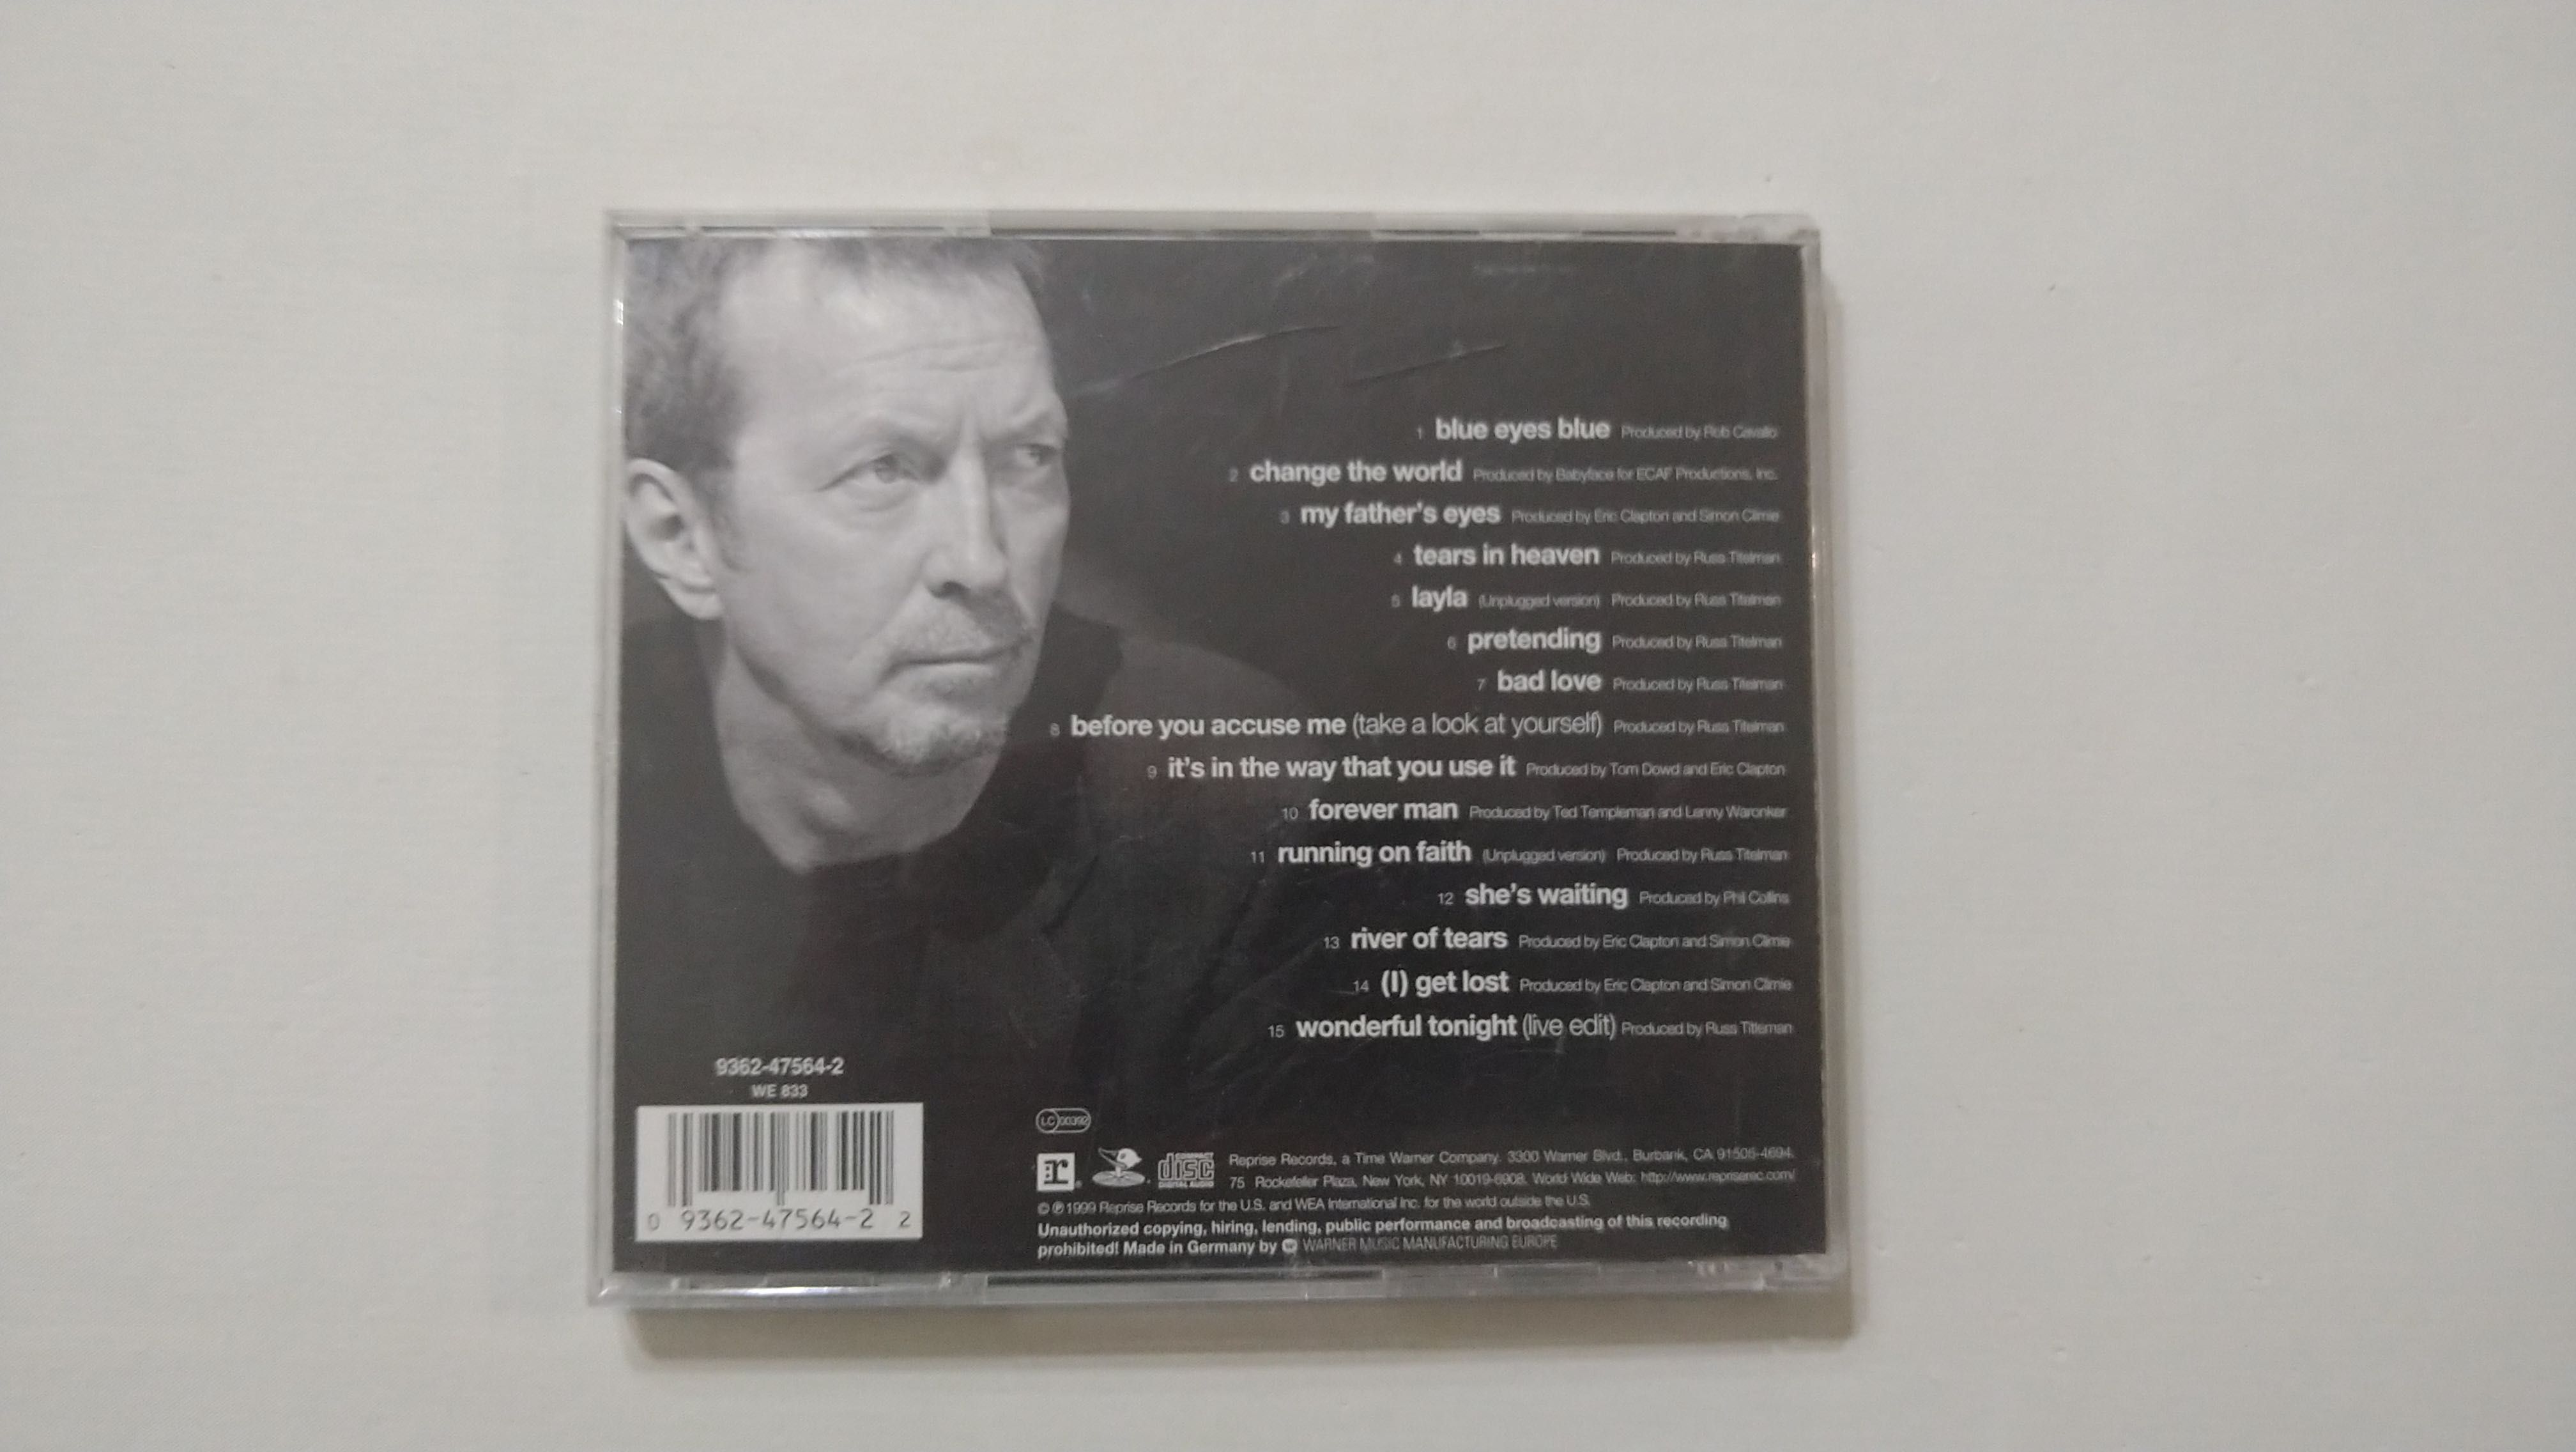 1 blue eyes blue Produced by Rob Cavallo
2 change the world Produced by Babyface for ECAF Productions, Inc.
3 my father's eyes Produced by Eric Clapton and Simon Climie
4 tears in heaven Produced by Russ Titelman
5 layla (Unplugged version) Produced by Russ Titelman
6 pretending Produced by Russ Titelman
7 bad love Produced by Russ Titelman
8 before you accuse me (take a look at yourself) Produced by Russ Titelman
9 it's in the way that you use it Produced by Tom Dowd and Eric Clapton
10 forever man Produced by Ted Templeman and Lenny Waronker
11 running on faith (Unplugged version) Produced by Russ Titelman
12 she's waiting Produced by Phil Collins
13 river of tears Produced by Eric Clapton and Simon Climie
14 (I) get lost Produced by Eric Clapton and Simon Climie
15 wonderful tonight (live edit) Produced by Russ Titleman
9362-47564-2
WE 833
0 9362-47564-2 2
LC 00392
r
COMPACT disc DIGITAL AUDIO
Reprise Records, a Time Warner Company. 3300 Warner Blvd., Burbank, CA 91505-4694.
75 Rockefeller Plaza, New York, NY 10019-6908. World Wide Web: http://www.repriserec.com/
© ℗ 1999 Reprise Records for the U.S. and WEA International Inc. for the world outside the U.S.
Unauthorized copying, hiring, lending, public performance and broadcasting of this recording
prohibited! Made in Germany by WARNER MUSIC MANUFACTURING EUROPE